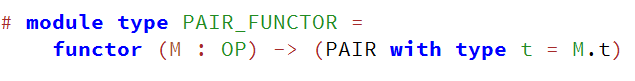 # module type PAIR_FUNCTOR =
functor (M : OP) -> (PAIR with type t = M.t)